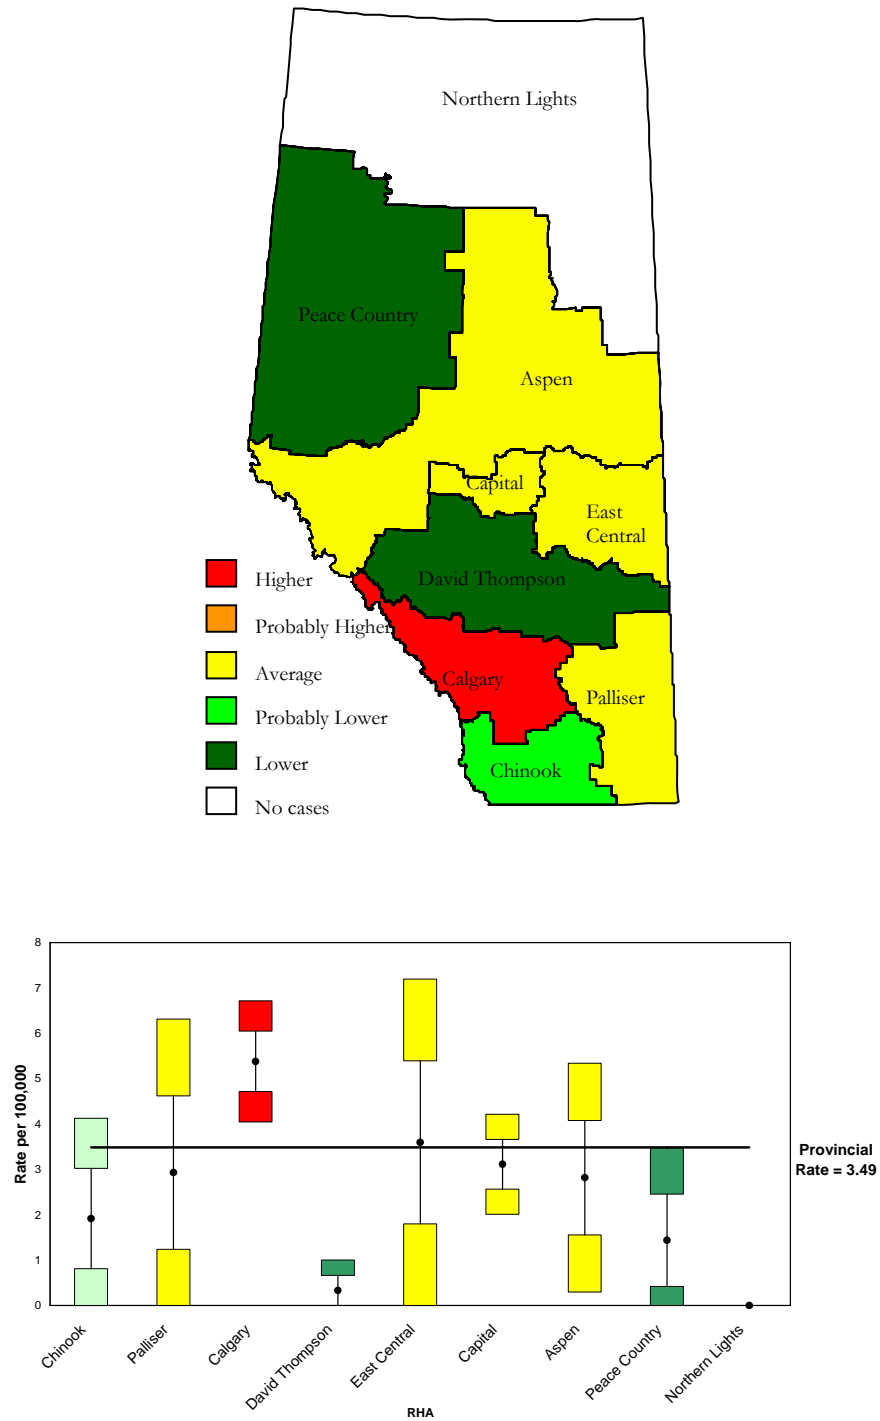 Northern Lights
Peace Country
Aspen
Capital
East
Central
David Thompson
Calgary
Palliser
Chinook
Higher
Probably Higher
Average
Probably Lower
Lower
No cases
8
7
6
5
4
3
2
1
0
Rate per 100,000
Provincial
Rate = 3.49
Chinook
Palliser
Calgary
David Thompson
East Central
Capital
Aspen
Peace Country
Northern Lights
RHA